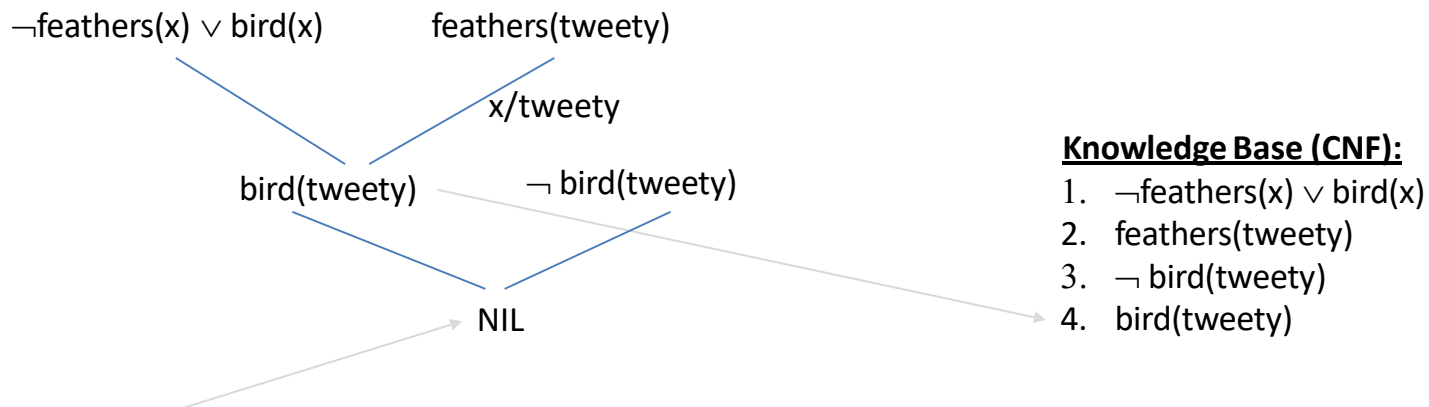 ¬feathers(x) ∨ bird(x)
feathers(tweety)
x/tweety
bird(tweety)
¬ bird(tweety)
NIL
Knowledge Base (CNF):
1. ¬feathers(x) ∨ bird(x)
2. feathers(tweety)
3. ¬ bird(tweety)
4. bird(tweety)